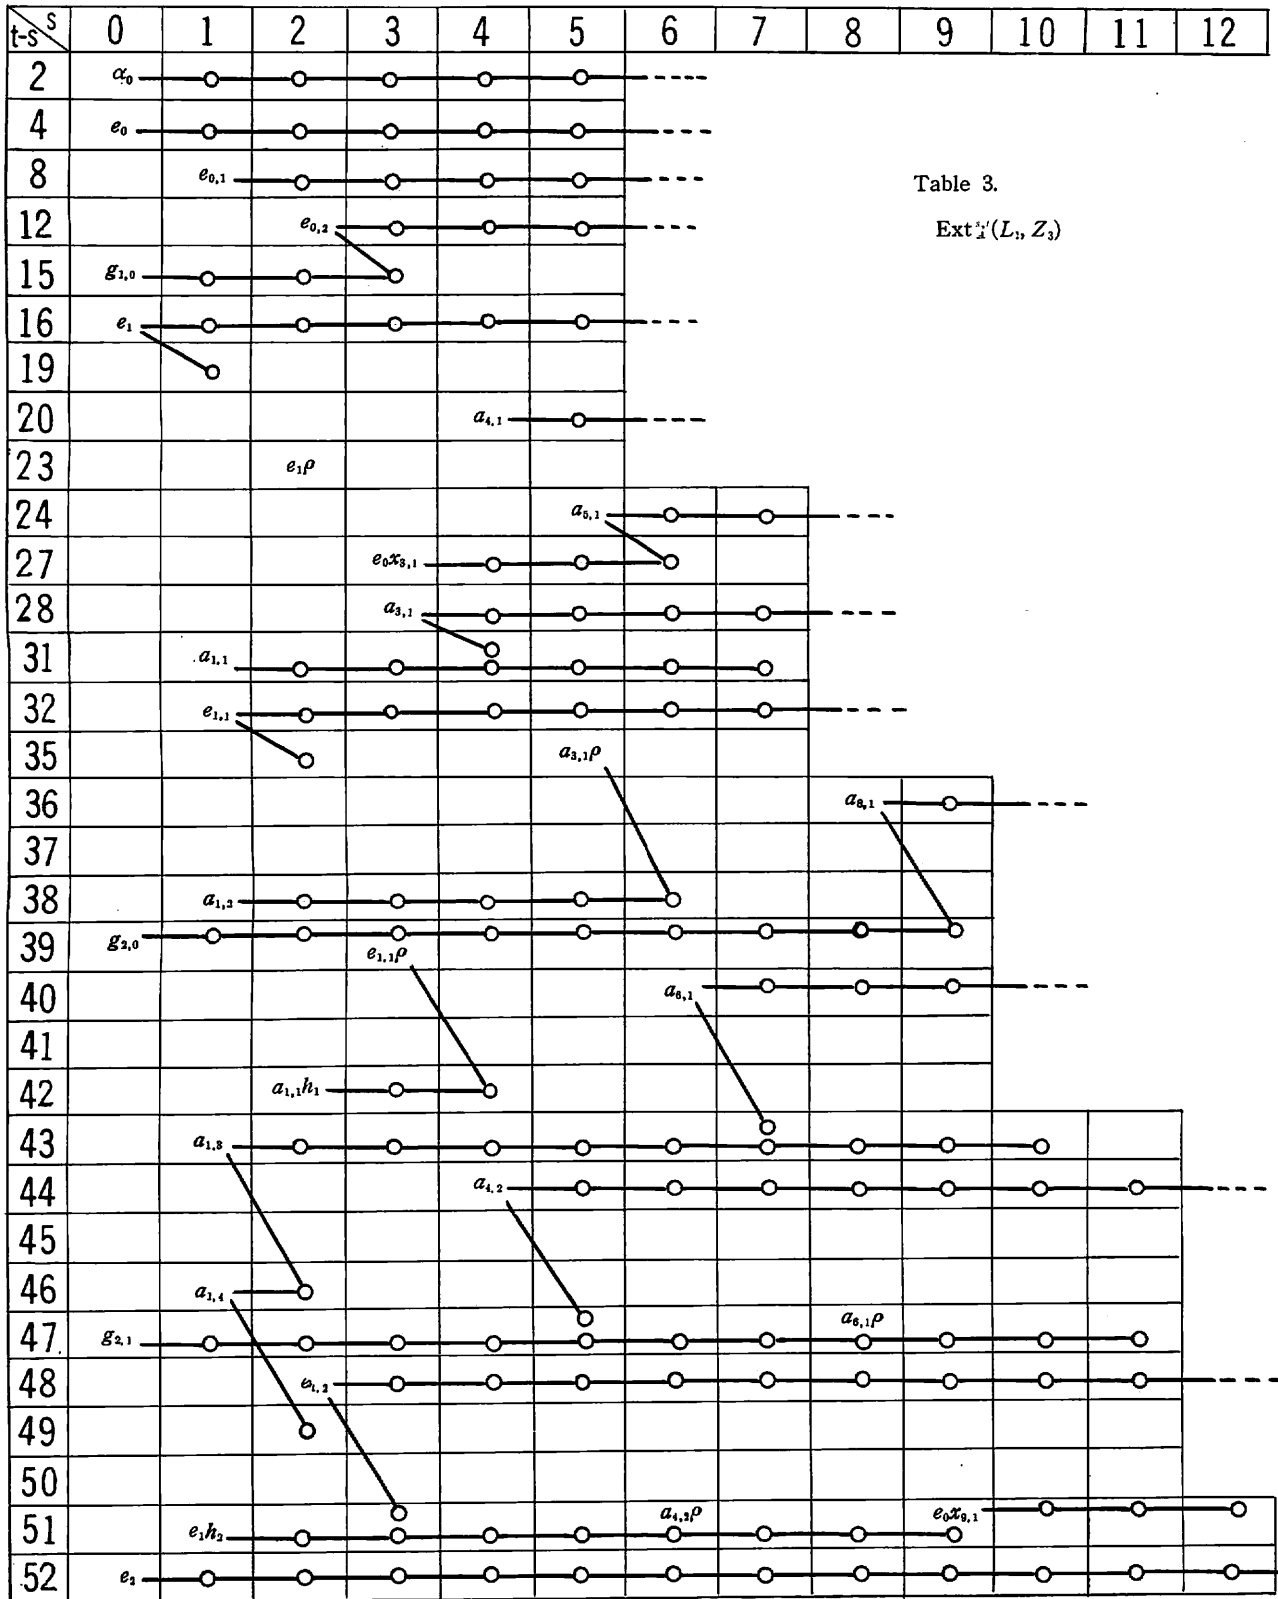 s 0 1 2 3 4 5 6 7 8 9 10 11 12
t-s
2 α₀
4 e₀
8 e₀,₁
Table 3.
12 e₀,₂
15 g₁,₀
16 e₁
19
20 a₄,₁
23 e₁ρ
24 a₅,₁
27 e₀x₃,₁
28 a₃,₁
31 a₁,₁
32 e₁,₁
35 a₃,₁ρ
36 a₈,₁
37
38 a₁,₂
39 g₂,₀
e₁,₁ρ
40 a₆,₁
41
42 a₁,₁h₁
43 a₁,₃
44 a₄,₂
45
46 a₁,₄
47 g₂,₁ a₆,₁ρ
48 e₁,₂
49
50
51 e₁h₂ a₄,₂ρ e₀x₉,₁
52 e₂